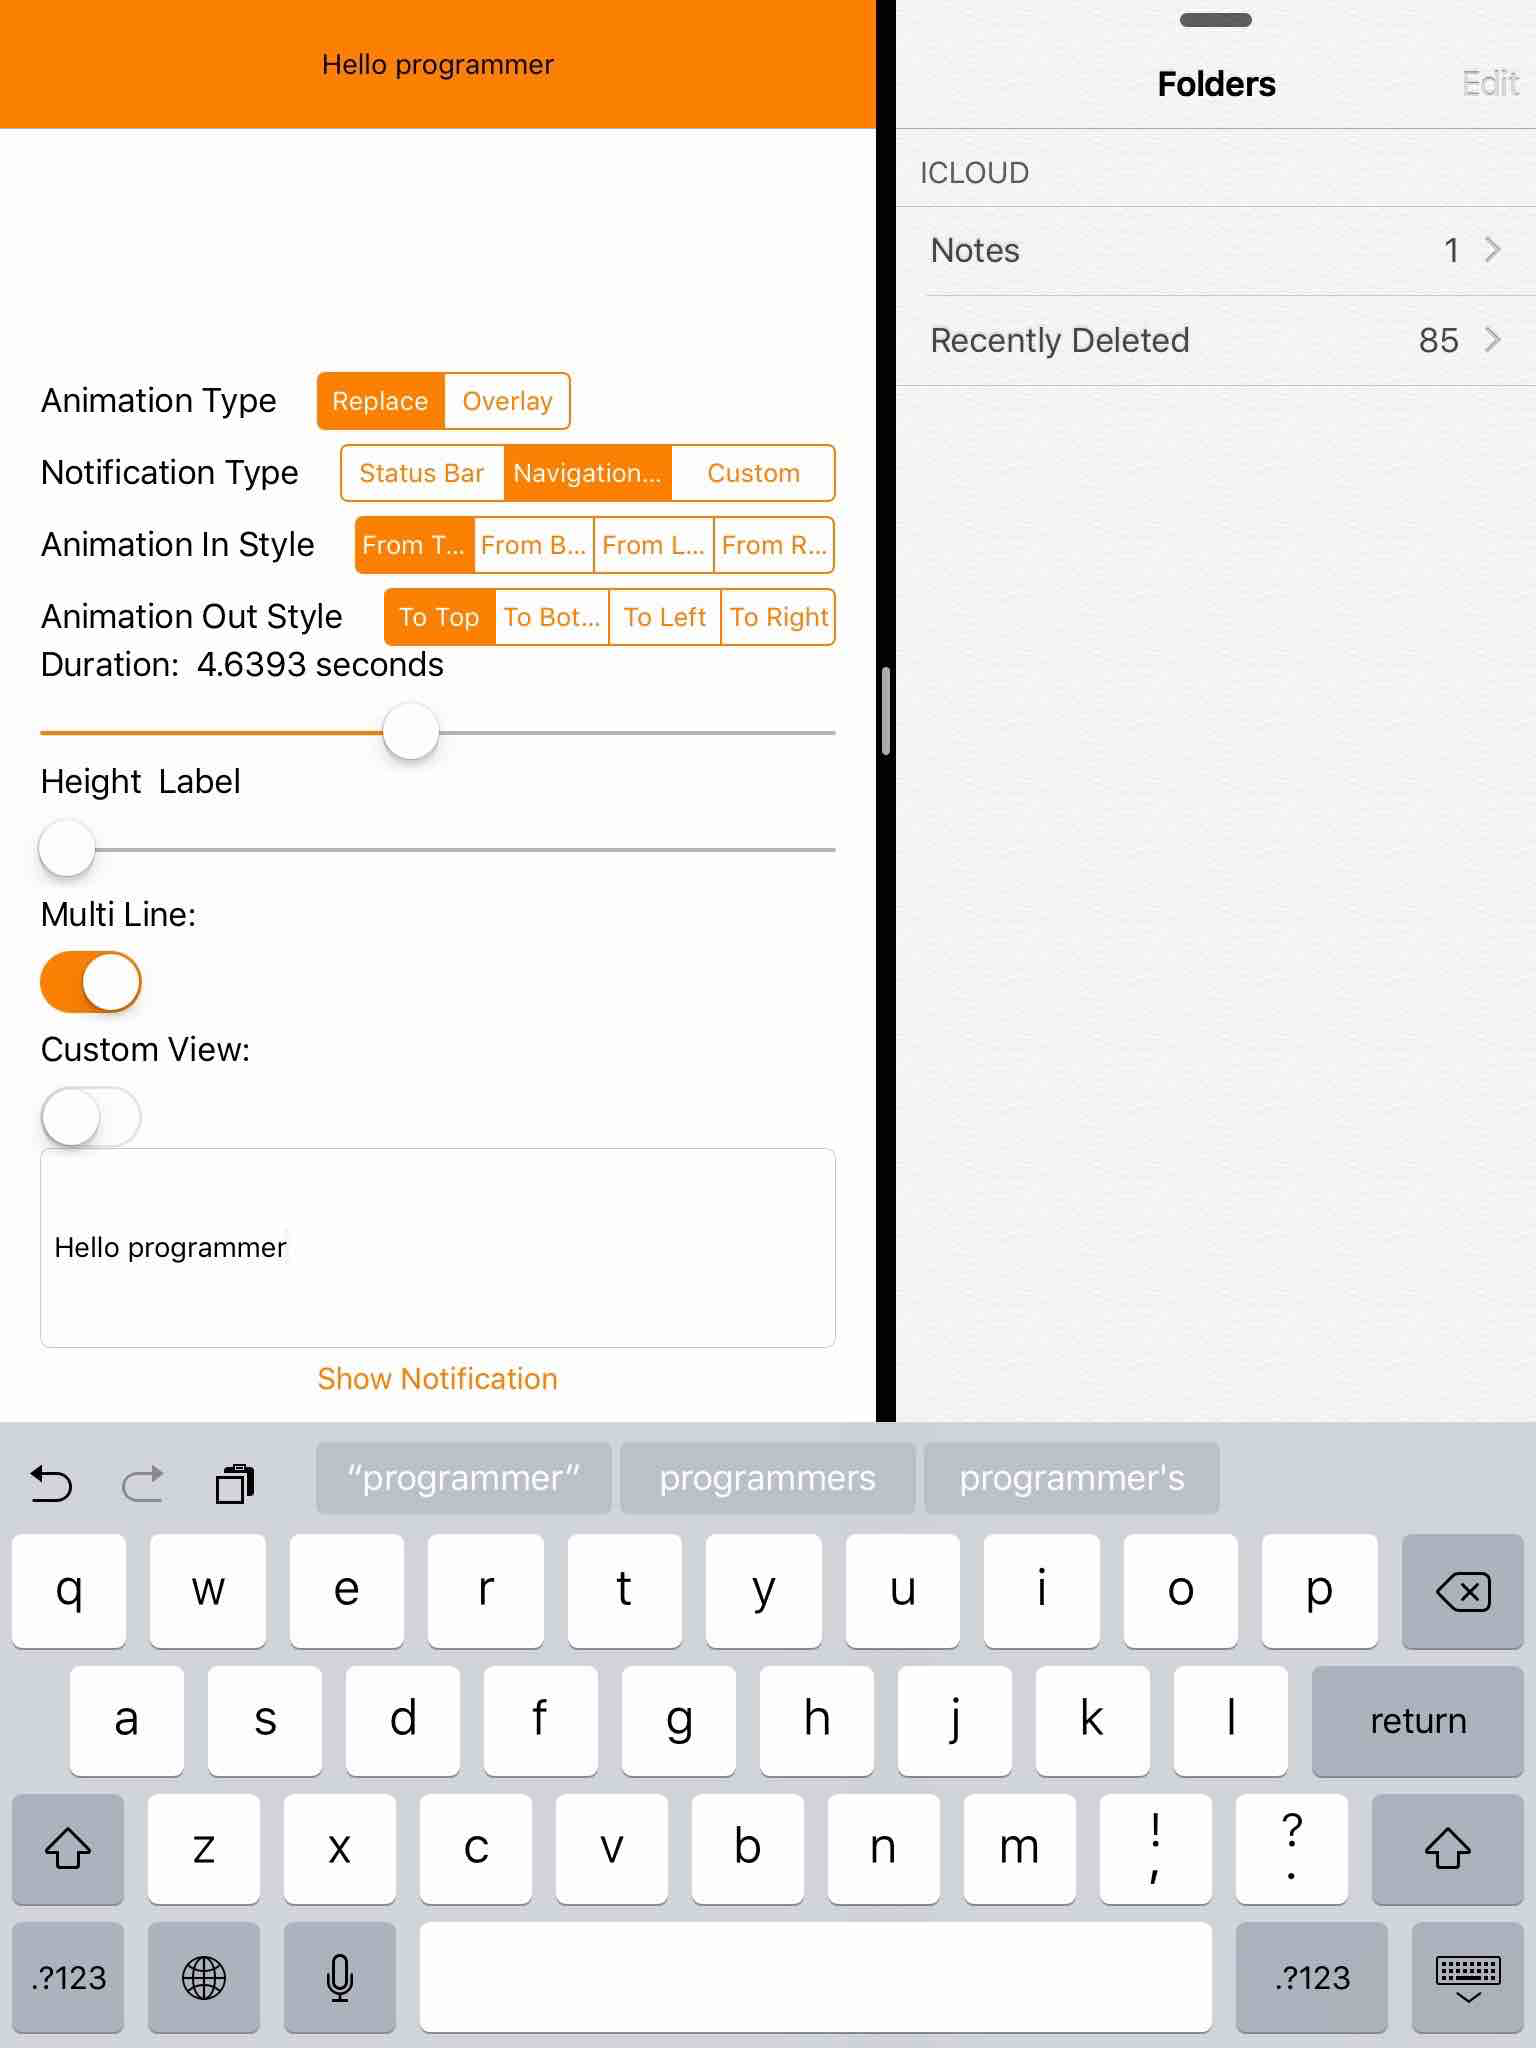 Hello programmer
Animation Type Replace Overlay
Notification Type Status Bar Navigation... Custom
Animation In Style From T... From B... From L... From R...
Animation Out Style To Top To Bot... To Left To Right
Duration: 4.6393 seconds
Height Label
Multi Line:
Custom View:
Hello programmer
Show Notification
Folders Edit
ICLOUD
Notes 1
Recently Deleted 85
“programmer” programmers programmer's
q w e r t y u i o p
a s d f g h j k l return
z x c v b n m ! , ? .
.?123 .?123